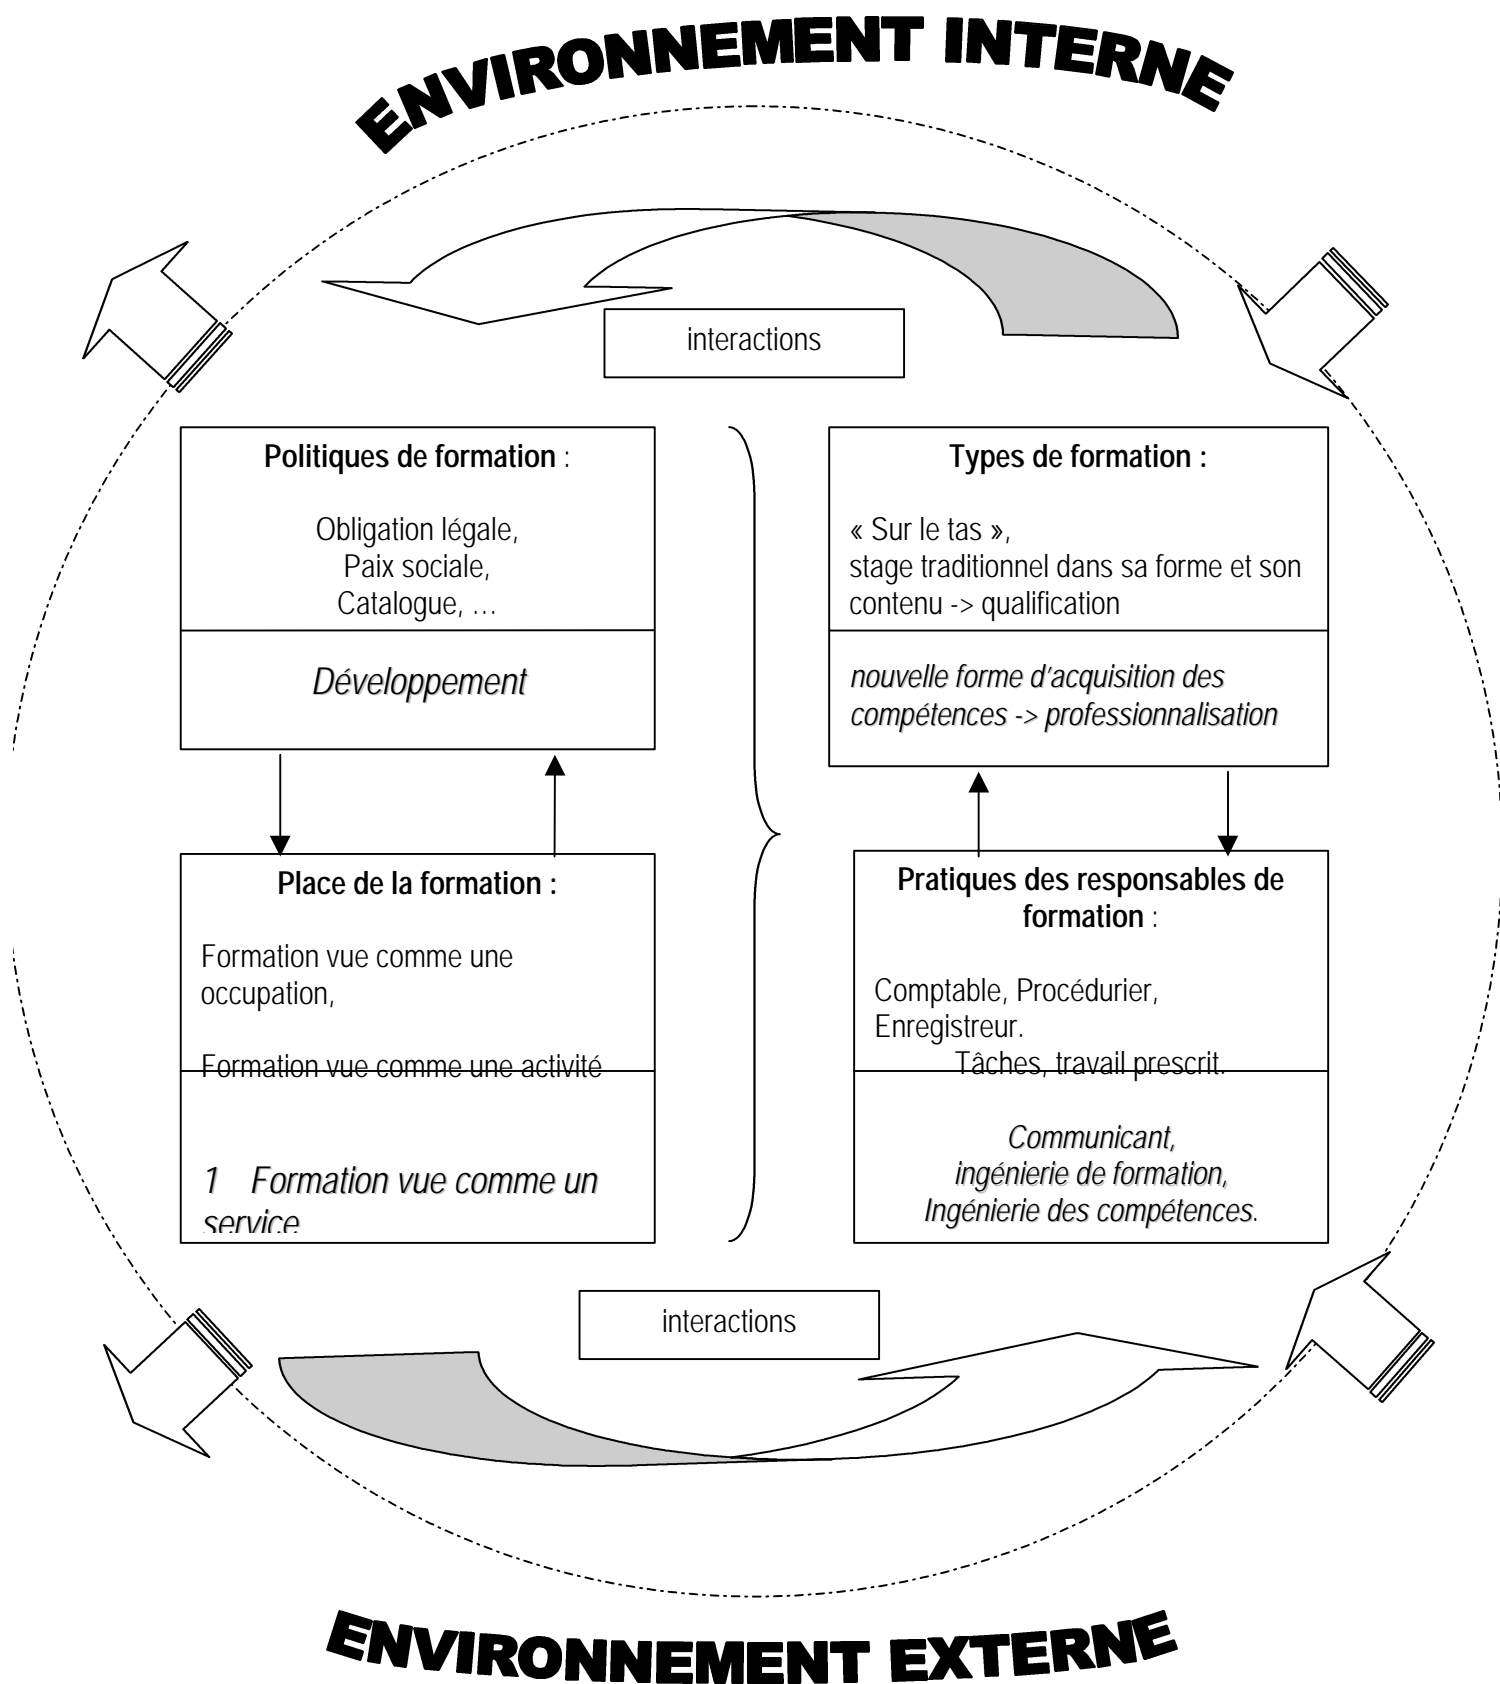 ENVIRONNEMENT INTERNE
interactions
Politiques de formation :
Obligation légale,
Paix sociale,
Catalogue, …
Développement
Types de formation :
« Sur le tas »,
stage traditionnel dans sa forme et son
contenu -> qualification
nouvelle forme d'acquisition des
compétences -> professionnalisation
Place de la formation :
Formation vue comme une
occupation,
Formation vue comme une activité
1 Formation vue comme un
service
Pratiques des responsables de
formation :
Comptable, Procédurier,
Enregistreur.
Tâches, travail prescrit.
Communicant,
ingénierie de formation,
Ingénierie des compétences.
interactions
ENVIRONNEMENT EXTERNE